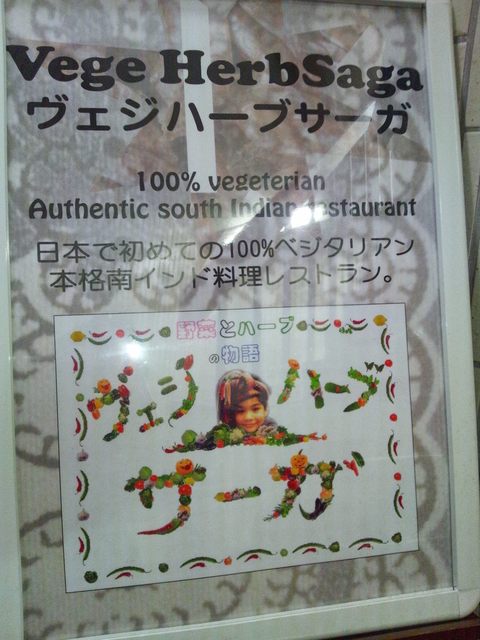 Vege HerbSaga
ヴェジハーブサーガ
100% vegeterian
Authentic south Indian restaurant
日本で初めての100%ベジタリアン
本格南インド料理レストラン。
野菜とハーブ
の物語
ヴェジハーブ
サーガ